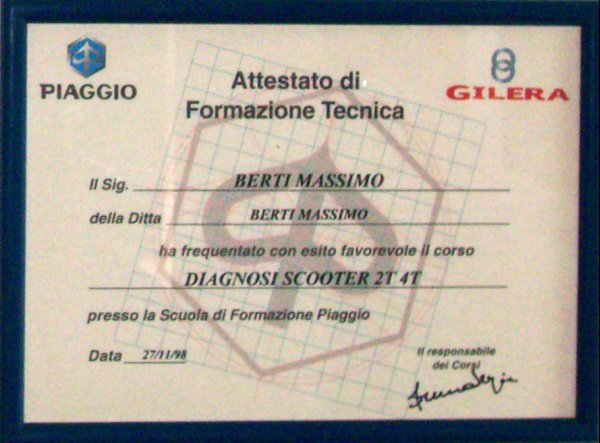 PIAGGIO
GILERA
Attestato di
Formazione Tecnica
Il Sig. BERTI MASSIMO
della Ditta BERTI MASSIMO
ha frequentato con esito favorevole il corso
DIAGNOSI SCOOTER 2T 4T
presso la Scuola di Formazione Piaggio
Data 27/11/98
Il responsabile
dei Corsi